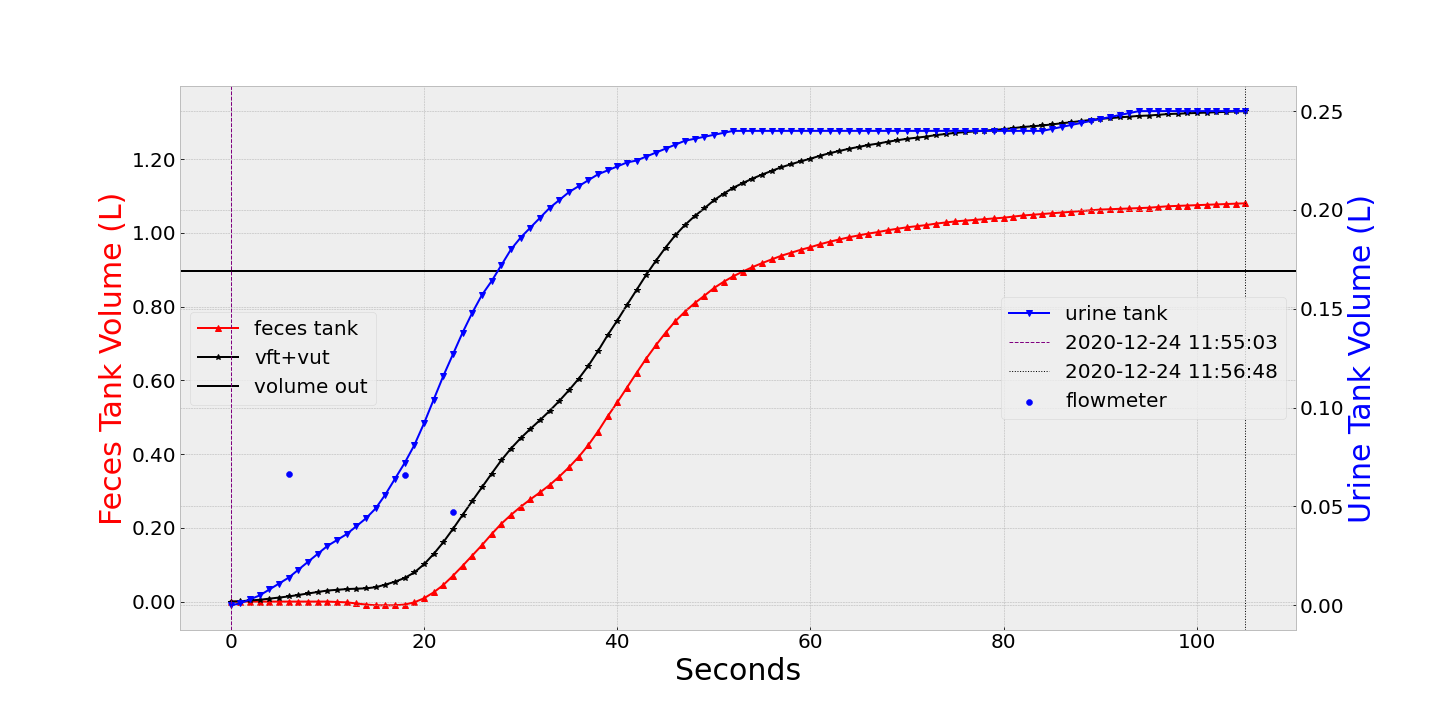 Feces Tank Volume (L)
1.20
1.00
0.80
0.60
0.40
0.20
0.00
feces tank
vft+vut
volume out
urine tank
2020-12-24 11:55:03
2020-12-24 11:56:48
flowmeter
0.25
0.20
0.15
0.10
0.05
0.00
Urine Tank Volume (L)
0 20 40 60 80 100
Seconds